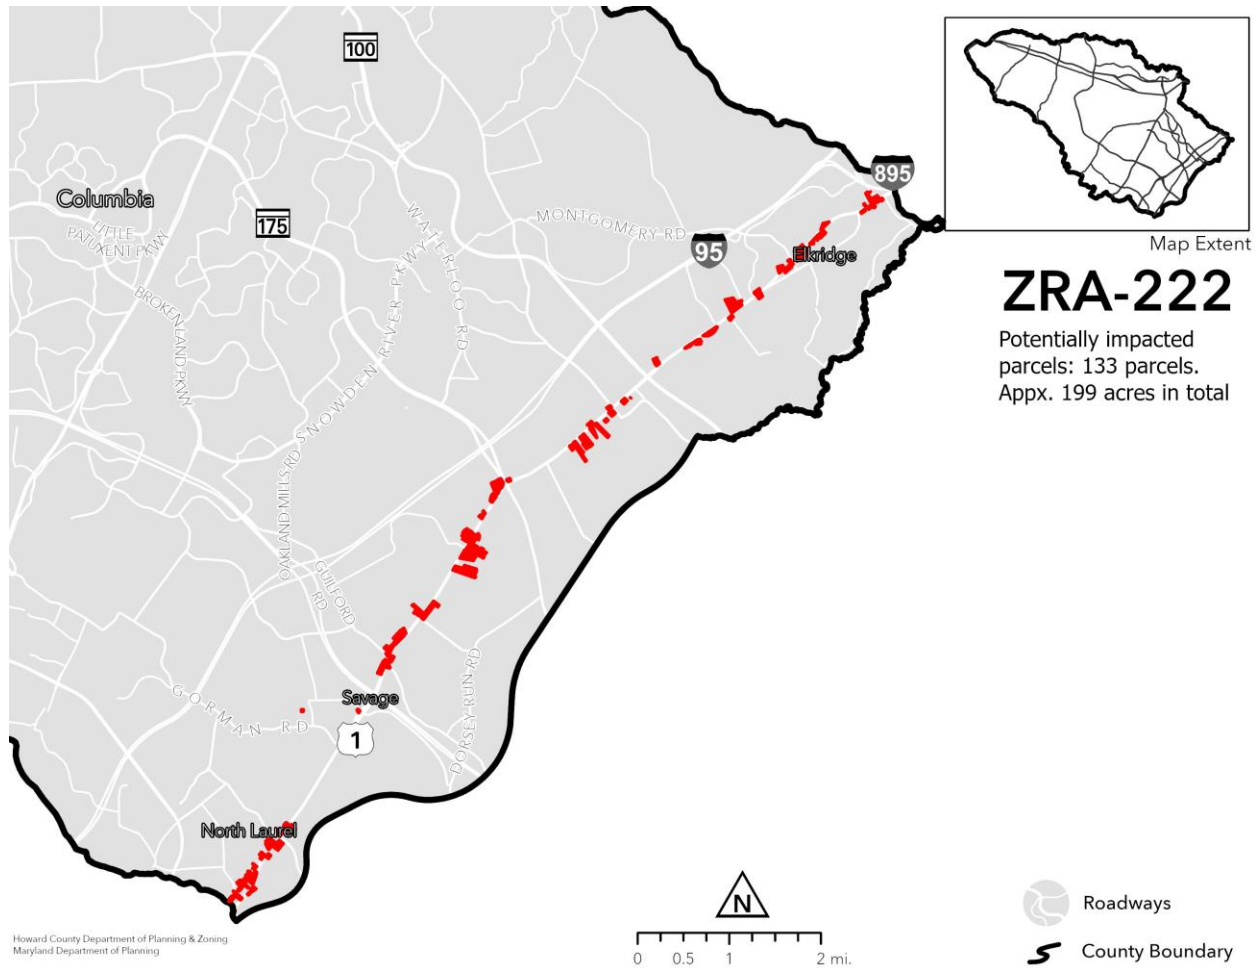 100
895
Columbia
175
LITTLE
PATUXENT PKWY
WATERLOO RD
MONTGOMERY RD
95
Elkridge
Map Extent
ZRA-222
Potentially impacted
parcels: 133 parcels.
Appx. 199 acres in total
BROKEN LAND PKWY
SNOWDEN RIVER PKWY
OAKLAND MILLS RD
GUILFORD
RD
DORSEY RUN RD
Savage
GORMAN RD
1
North Laurel
N
0 0.5 1 2 mi.
Roadways
County Boundary
Howard County Department of Planning & Zoning
Maryland Department of Planning